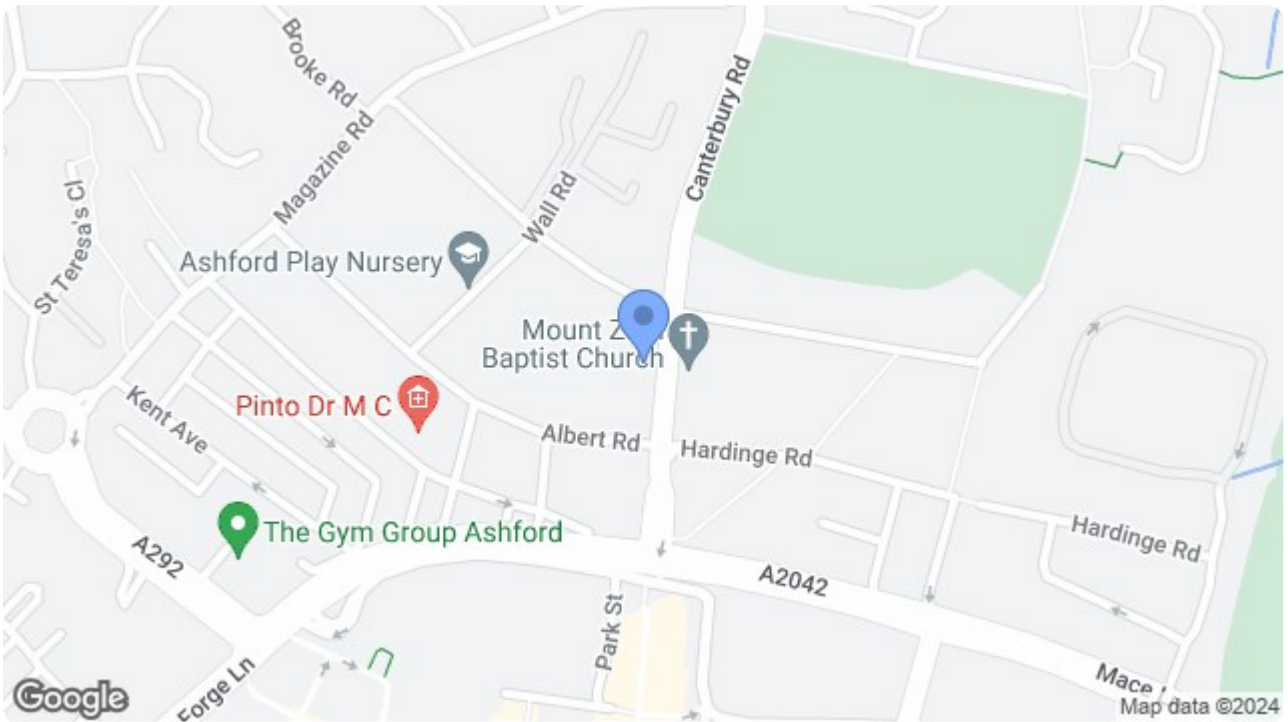 Brooke Rd
Canterbury Rd
Magazine Rd
Wall Rd
St Teresa's Cl
Ashford Play Nursery
Mount Z
Baptist Church
Pinto Dr M C
Kent Ave
Albert Rd
Hardinge Rd
The Gym Group Ashford
Hardinge Rd
A292
A2042
Park St
Forge Ln
Mace
Google
Map data ©2024